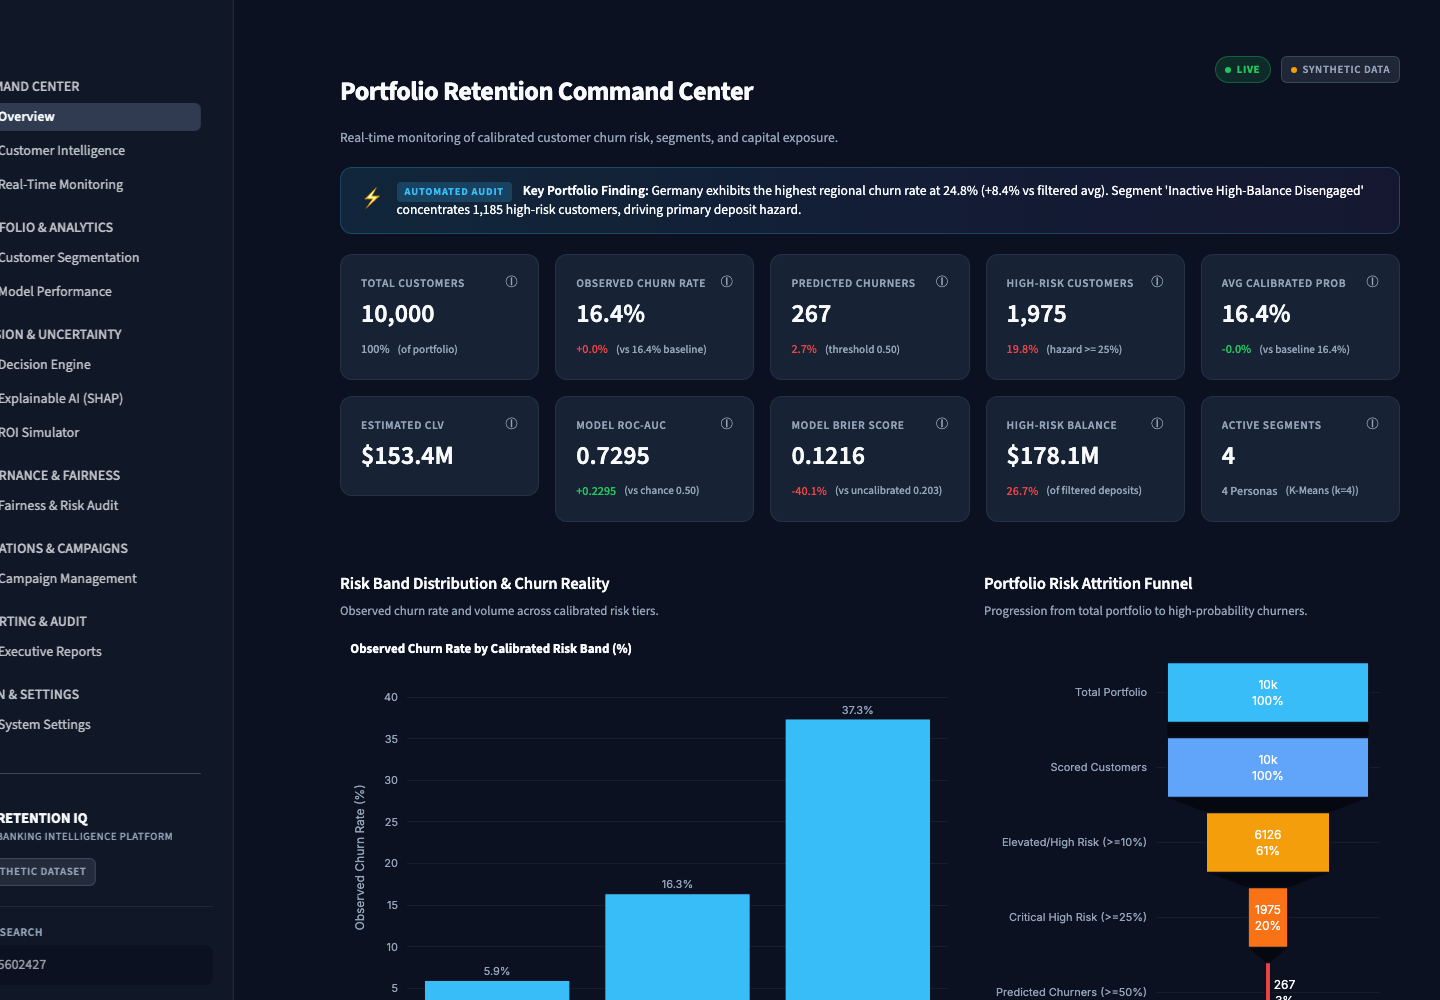 MAND CENTER
Overview
Customer Intelligence
Real-Time Monitoring
FOLIO & ANALYTICS
Customer Segmentation
Model Performance
SION & UNCERTAINTY
Decision Engine
Explainable AI (SHAP)
ROI Simulator
RNANCE & FAIRNESS
Fairness & Risk Audit
ATIONS & CAMPAIGNS
Campaign Management
RTING & AUDIT
Executive Reports
N & SETTINGS
System Settings
RETENTION IQ
BANKING INTELLIGENCE PLATFORM
THETIC DATASET
SEARCH
5602427
LIVE
SYNTHETIC DATA
Portfolio Retention Command Center
Real-time monitoring of calibrated customer churn risk, segments, and capital exposure.
AUTOMATED AUDIT Key Portfolio Finding: Germany exhibits the highest regional churn rate at 24.8% (+8.4% vs filtered avg). Segment 'Inactive High-Balance Disengaged'
concentrates 1,185 high-risk customers, driving primary deposit hazard.
TOTAL CUSTOMERS
10,000
100% (of portfolio)
OBSERVED CHURN RATE
16.4%
+0.0% (vs 16.4% baseline)
PREDICTED CHURNERS
267
2.7% (threshold 0.50)
HIGH-RISK CUSTOMERS
1,975
19.8% (hazard >= 25%)
AVG CALIBRATED PROB
16.4%
-0.0% (vs baseline 16.4%)
ESTIMATED CLV
$153.4M
MODEL ROC-AUC
0.7295
+0.2295 (vs chance 0.50)
MODEL BRIER SCORE
0.1216
-40.1% (vs uncalibrated 0.203)
HIGH-RISK BALANCE
$178.1M
26.7% (of filtered deposits)
ACTIVE SEGMENTS
4
4 Personas (K-Means (k=4))
Risk Band Distribution & Churn Reality
Observed churn rate and volume across calibrated risk tiers.
Observed Churn Rate by Calibrated Risk Band (%)
Observed Churn Rate (%)
40
35
30
25
20
15
10
5
5.9%
16.3%
37.3%
Portfolio Risk Attrition Funnel
Progression from total portfolio to high-probability churners.
Total Portfolio
10k
100%
Scored Customers
10k
100%
Elevated/High Risk (>=10%)
6126
61%
Critical High Risk (>=25%)
1975
20%
Predicted Churners (>=50%)
267